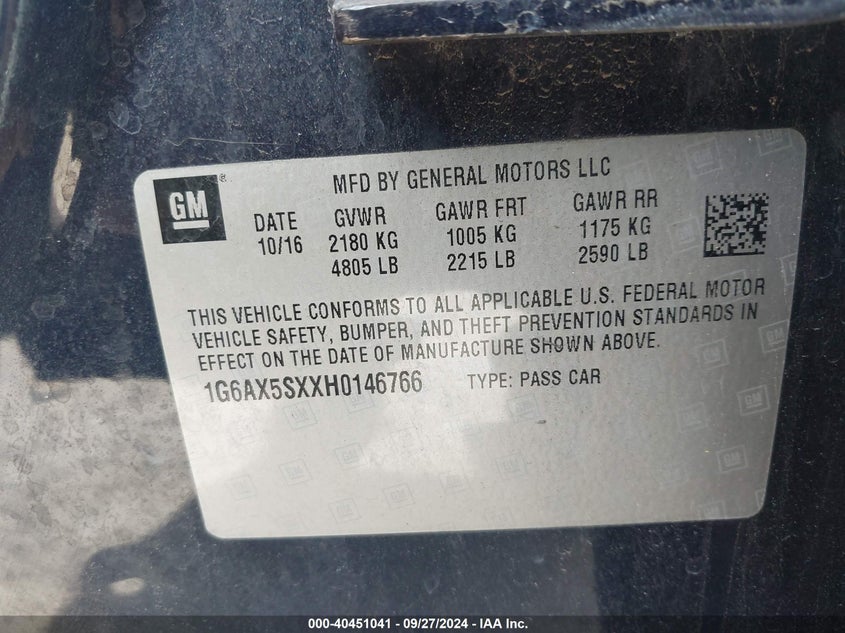 GM®
MFD BY GENERAL MOTORS LLC
DATE GVWR GAWR FRT GAWR RR
10/16 2180 KG 1005 KG 1175 KG
4805 LB 2215 LB 2590 LB
THIS VEHICLE CONFORMS TO ALL APPLICABLE U.S. FEDERAL MOTOR
VEHICLE SAFETY, BUMPER, AND THEFT PREVENTION STANDARDS IN
EFFECT ON THE DATE OF MANUFACTURE SHOWN ABOVE.
1G6AX5SXXH0146766 TYPE: PASS CAR
000-40451041 - 09/27/2024 - IAA Inc.